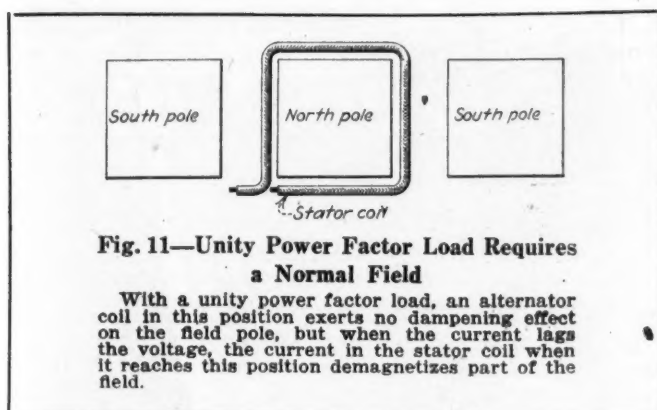 South pole North pole South pole
Stator coil
Fig. 11—Unity Power Factor Load Requires
a Normal Field
With a unity power factor load, an alternator
coil in this position exerts no dampening effect
on the field pole, but when the current lags
the voltage, the current in the stator coil when
it reaches this position demagnetizes part of the
field.